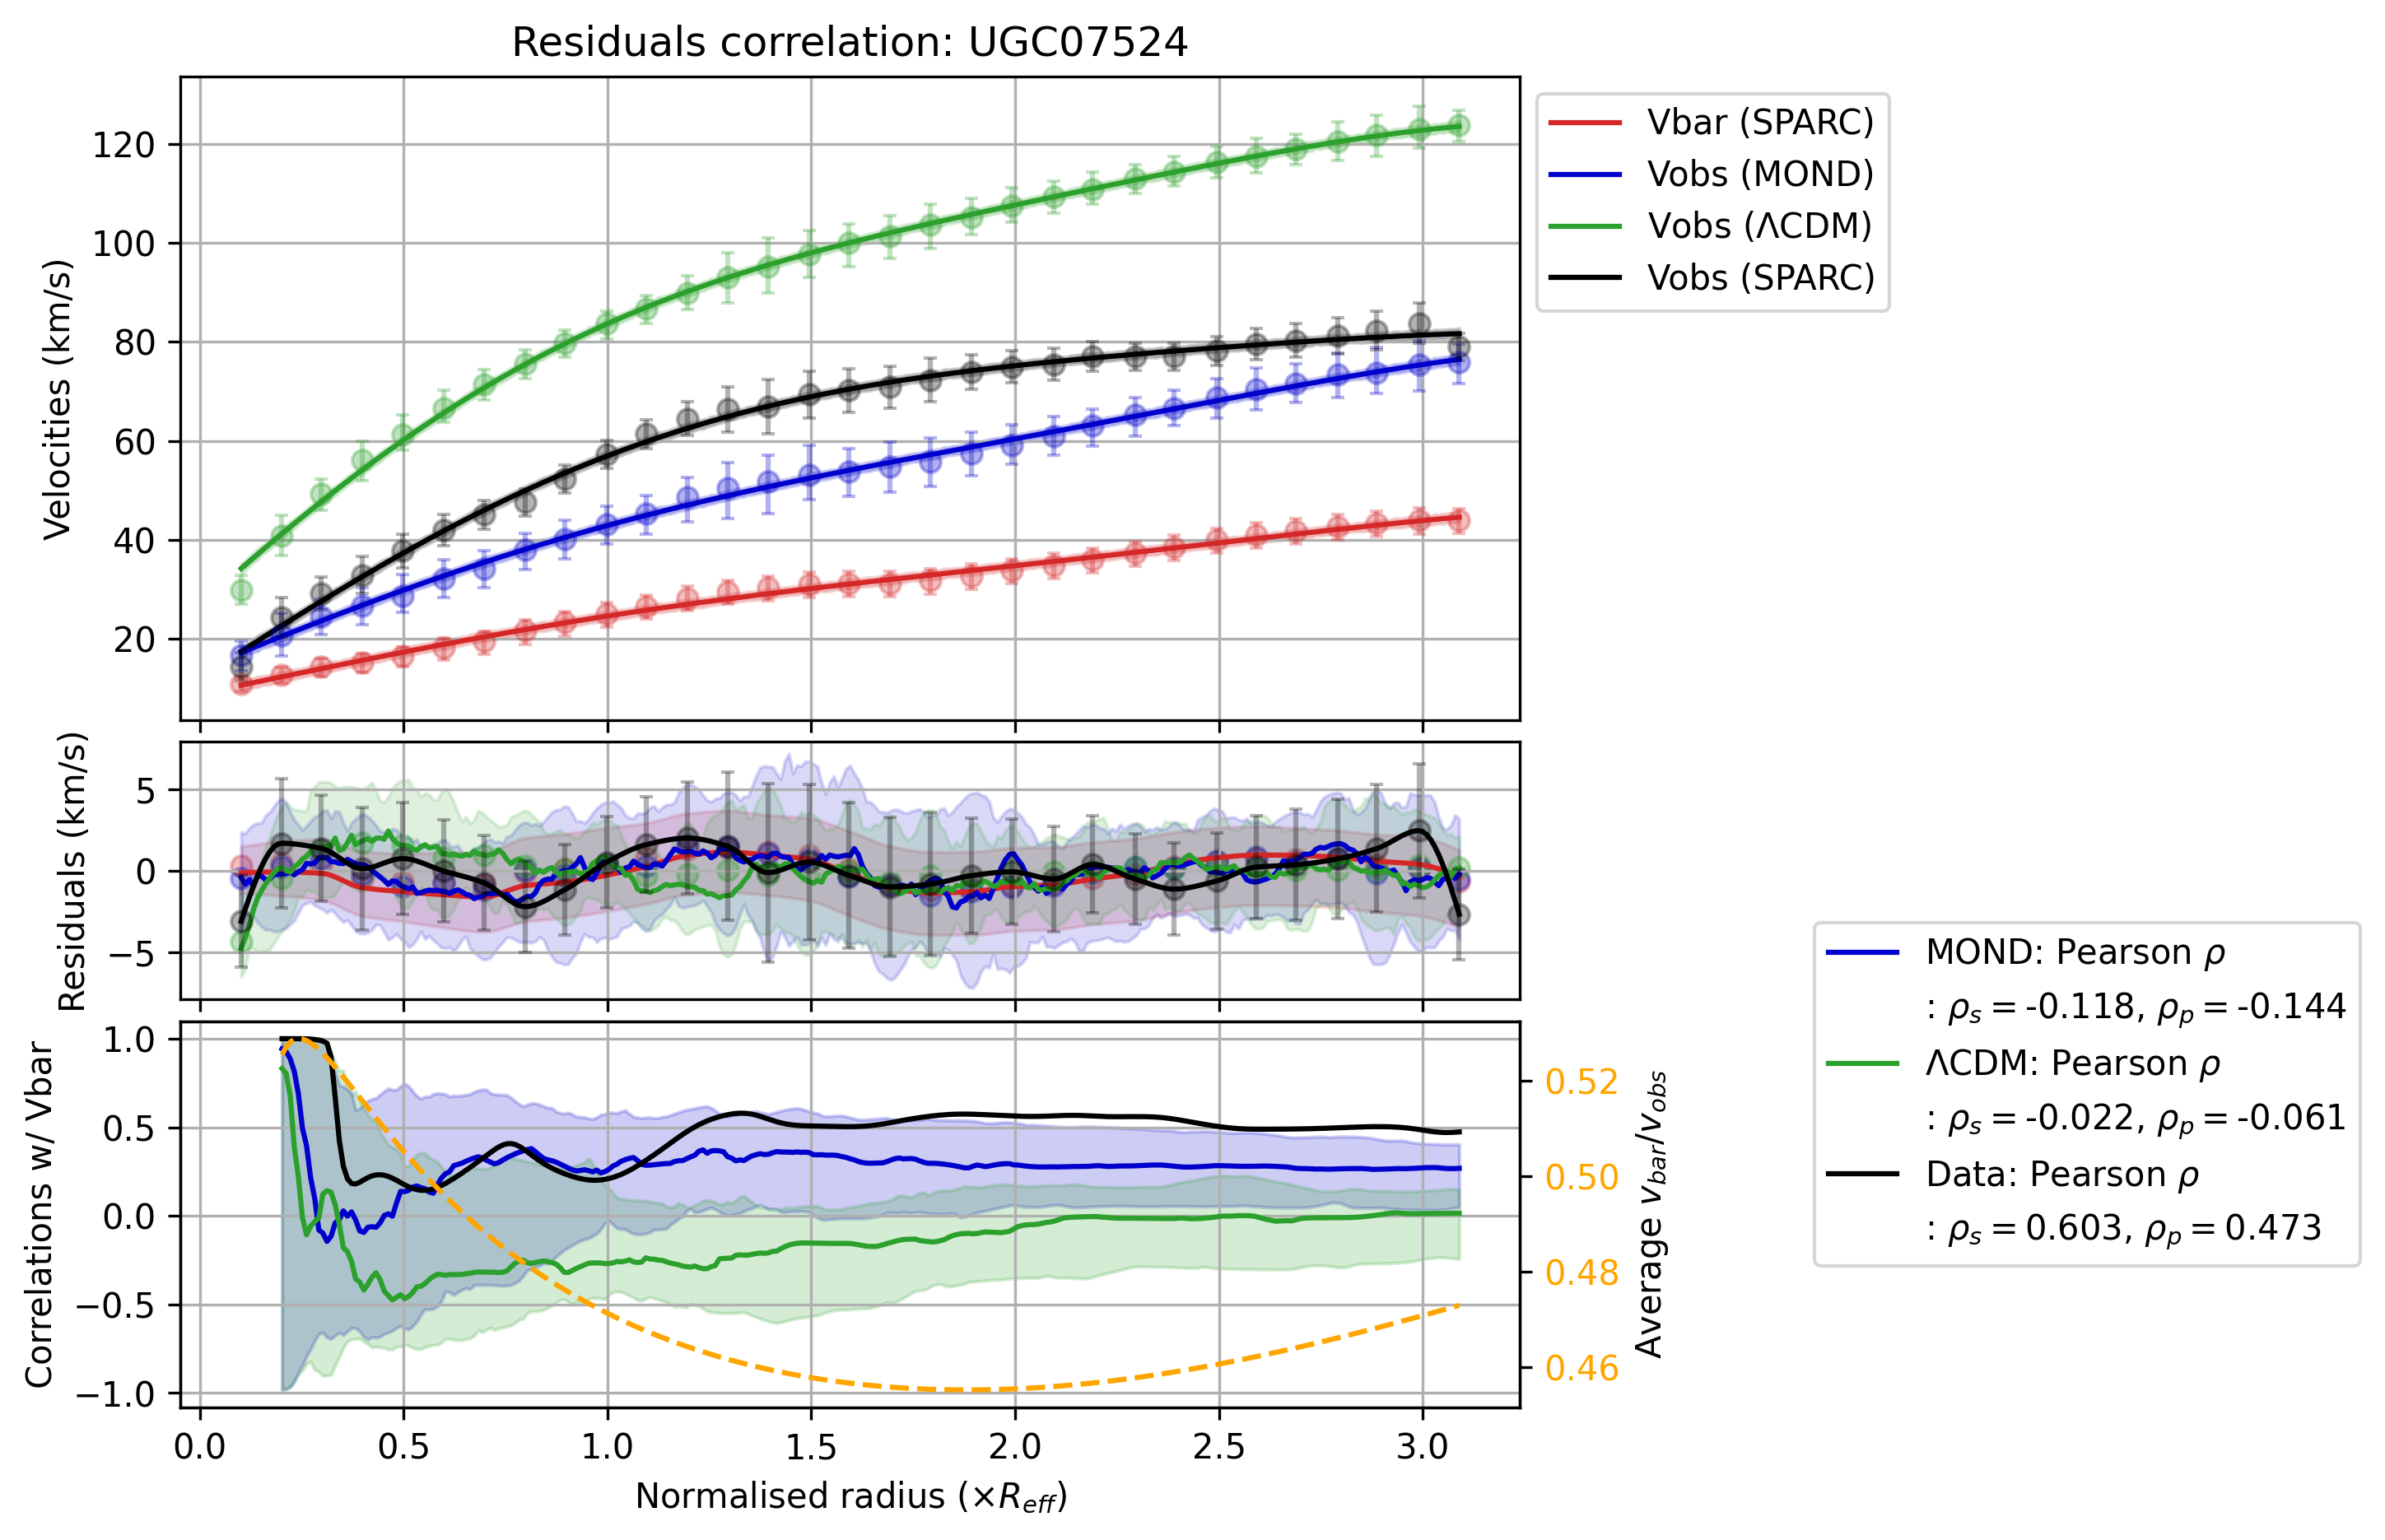 Residuals correlation: UGC07524
Velocities (km/s)
120
100
80
60
40
20
Vbar (SPARC)
Vobs (MOND)
Vobs (ΛCDM)
Vobs (SPARC)
Residuals (km/s)
5
0
−5
Correlations w/ Vbar
1.0
0.5
0.0
−0.5
−1.0
0.52
0.50
0.48
0.46
Average v_bar/v_obs
MOND: Pearson ρ
: ρ_s = -0.118, ρ_p = -0.144
ΛCDM: Pearson ρ
: ρ_s = -0.022, ρ_p = -0.061
Data: Pearson ρ
: ρ_s = 0.603, ρ_p = 0.473
0.0 0.5 1.0 1.5 2.0 2.5 3.0
Normalised radius (×R_eff)